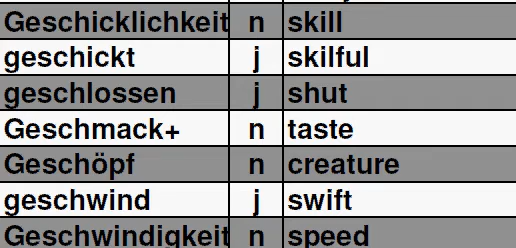 Geschicklichkeit n skill
geschickt j skilful
geschlossen j shut
Geschmack+ n taste
Geschöpf n creature
geschwind j swift
Geschwindigkeit n speed